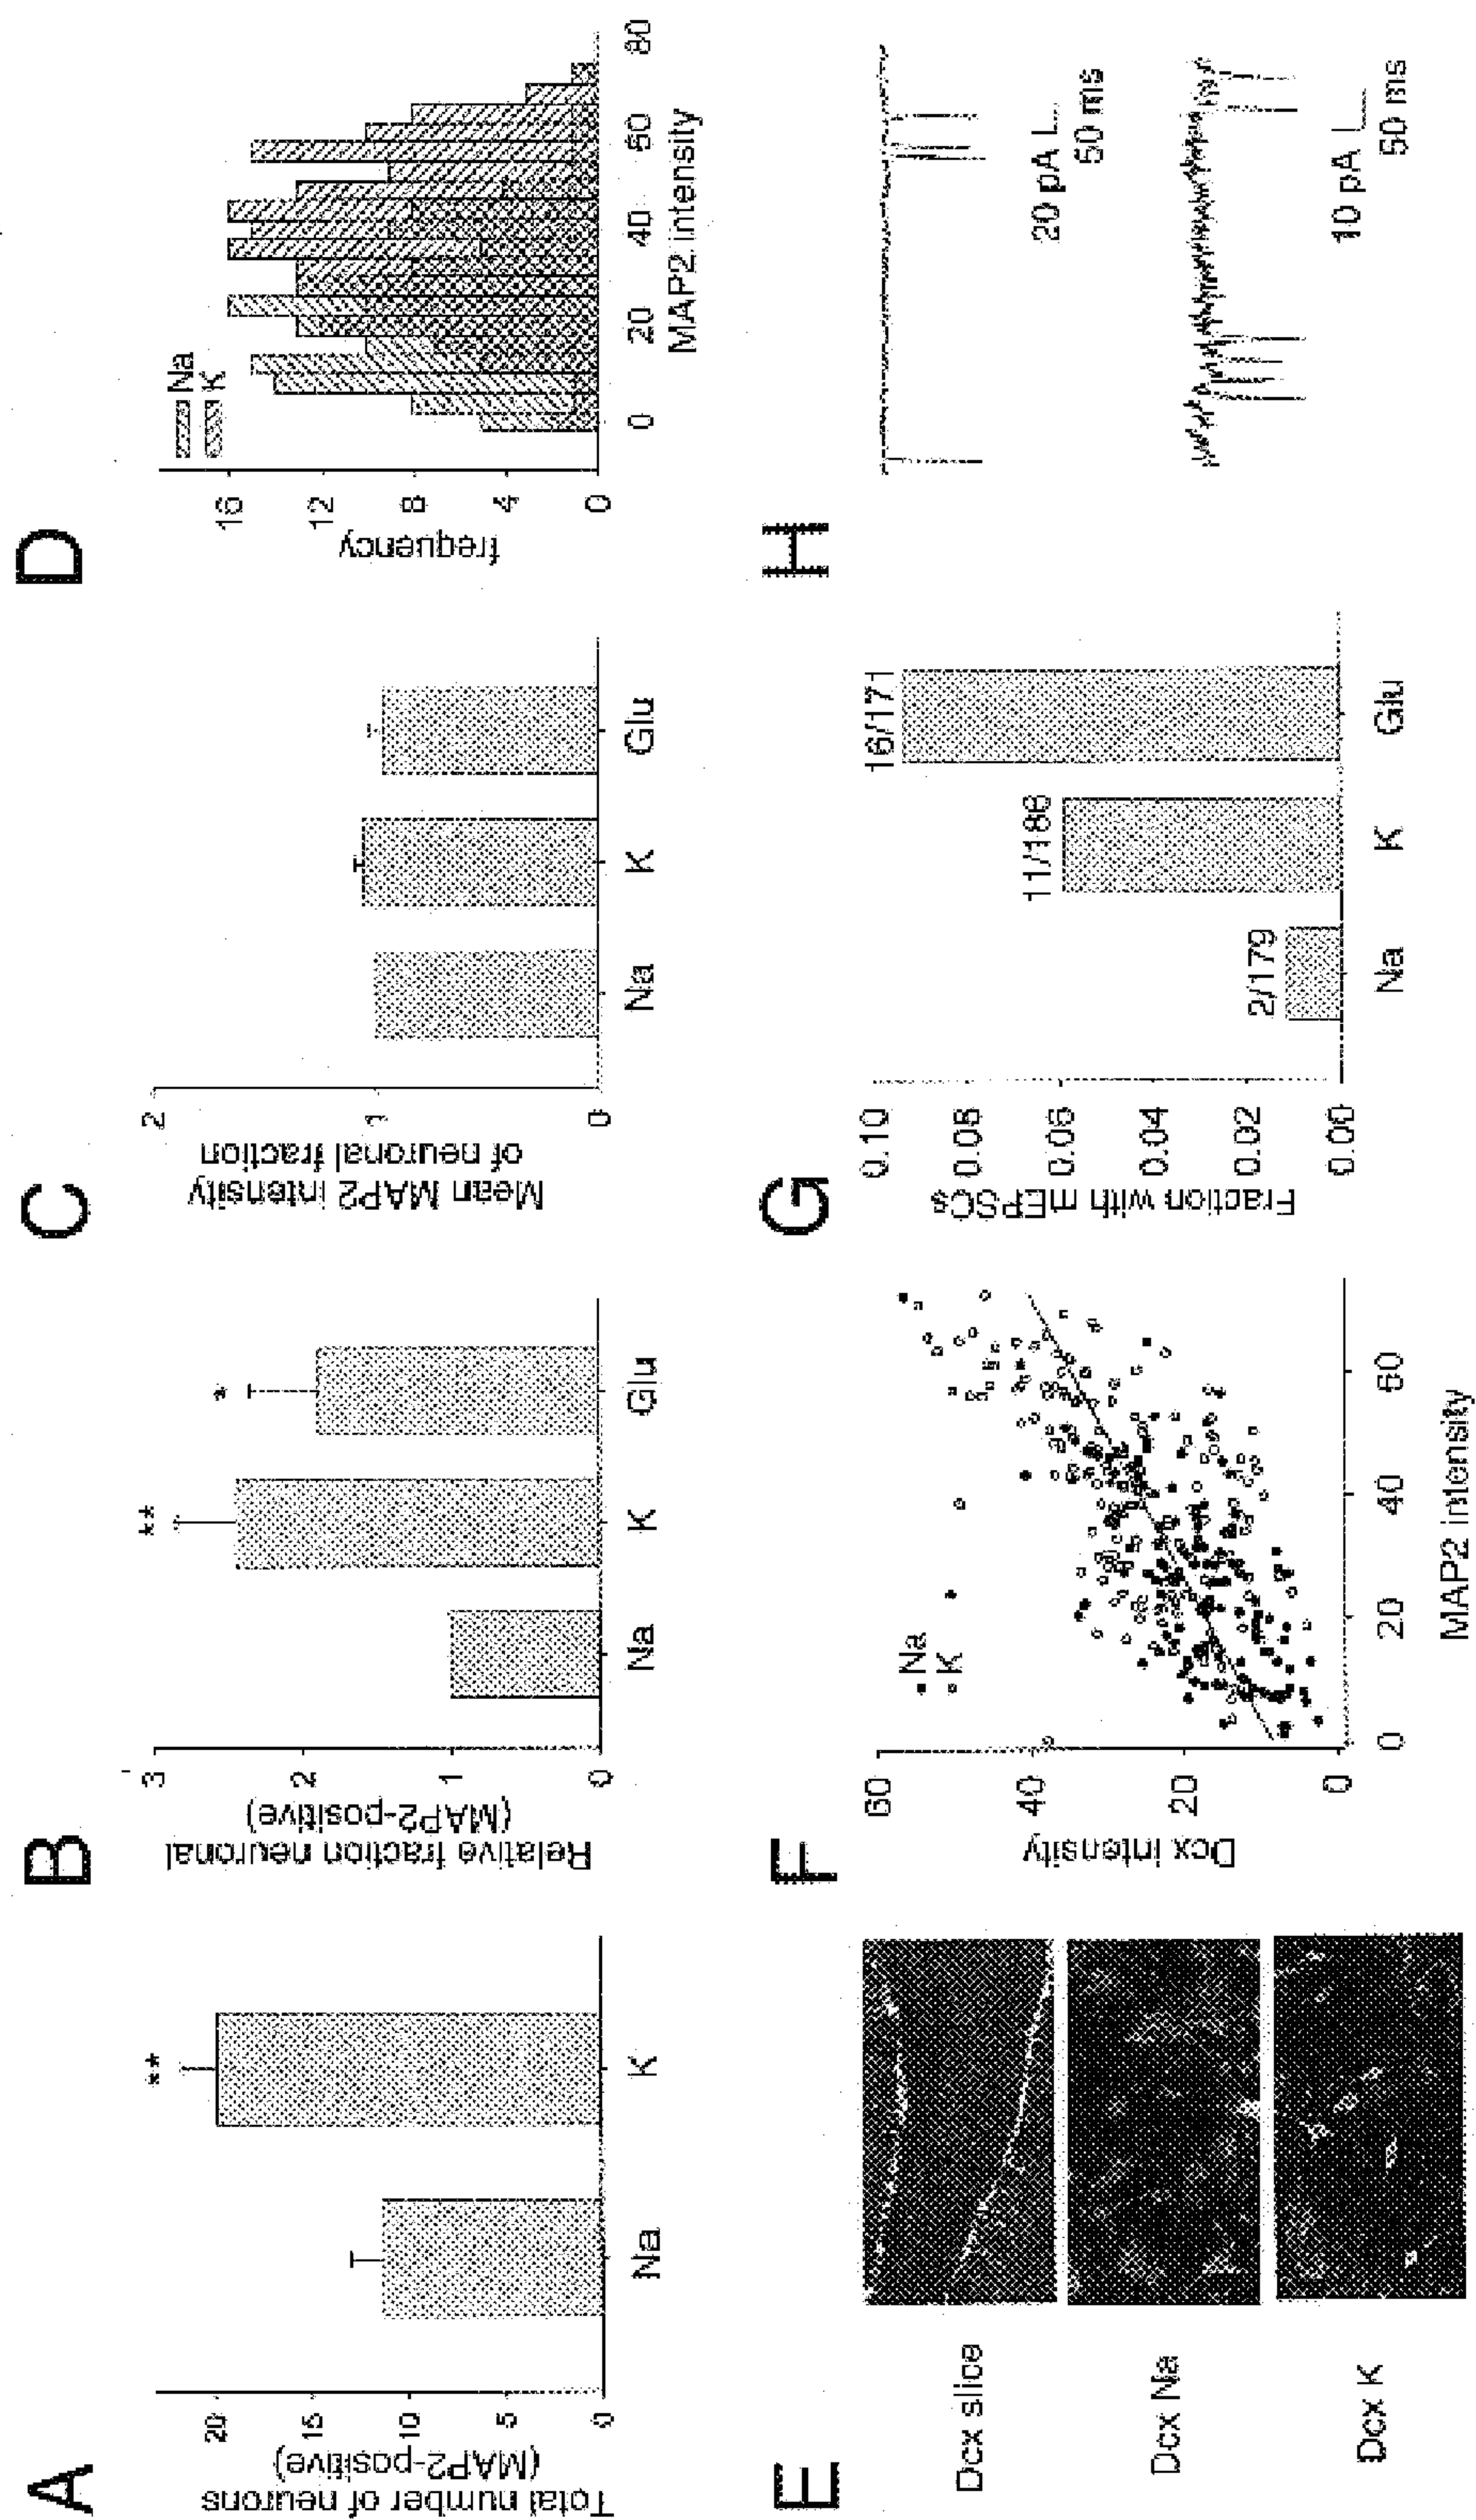 A
Total number of neurons
(MAP2-positive)
20
15
10
5
0
**
Na
K
B
Relative fraction neuronal
(MAP2-positive)
3
2
1
0
**
*
Na
K
Glu
C
Mean MAP2 intensity
of neuronal fraction
2
1
0
Na
K
Glu
D
frequency
16
12
8
4
0
Na
K
0
20
40
60
80
MAP2 intensity
E
Dcx slice
Dcx Na
Dcx K
F
Dcx intensity
60
40
20
0
Na
K
0
20
40
60
MAP2 intensity
G
Fraction with mEPSCs
0.10
0.08
0.06
0.04
0.02
0.00
2/179
11/186
16/171
Na
K
Glu
H
20 pA
50 ms
10 pA
50 ms